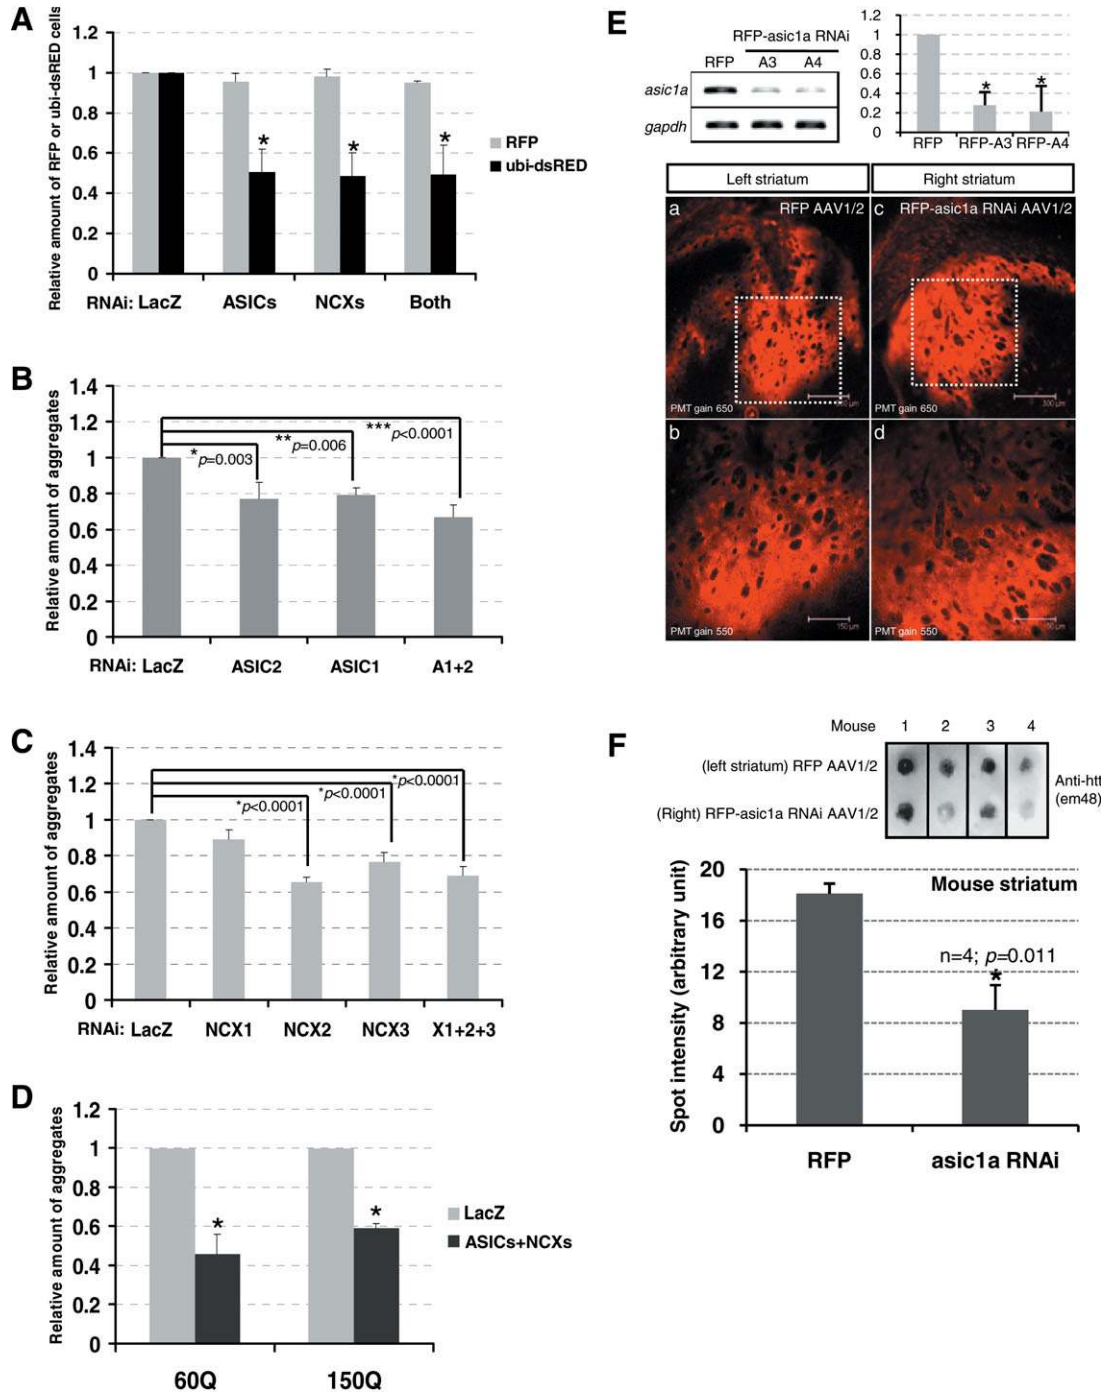 A
Relative amount of RFP or ubi-dsRED cells
1.2
1
0.8
0.6
0.4
0.2
0
*
*
*
RFP
ubi-dsRED
RNAi: LacZ ASICs NCXs Both
B
Relative amount of aggregates
1.4
1.2
1
0.8
0.6
0.4
0.2
0
*** p<0.0001
** p=0.006
* p=0.003
RNAi: LacZ ASIC2 ASIC1 A1+2
C
Relative amount of aggregates
1.4
1.2
1
0.8
0.6
0.4
0.2
0
*p<0.0001
*p<0.0001
*p<0.0001
RNAi: LacZ NCX1 NCX2 NCX3 X1+2+3
D
Relative amount of aggregates
1.2
1
0.8
0.6
0.4
0.2
0
*
*
LacZ
ASICs+NCXs
60Q 150Q
E
RFP-asic1a RNAi
RFP A3 A4
asic1a
gapdh
1.2
1
0.8
0.6
0.4
0.2
0
*
*
RFP RFP-A3 RFP-A4
Left striatum Right striatum
a RFP AAV1/2
c RFP-asic1a RNAi AAV1/2
PMT gain 650
PMT gain 650
300 µm
b
d
PMT gain 550
150 µm
PMT gain 550
F
Mouse 1 2 3 4
(left striatum) RFP AAV1/2
(Right) RFP-asic1a RNAi AAV1/2
Anti-htt
(em48)
Spot intensity (arbitrary unit)
20
16
12
8
4
0
Mouse striatum
n=4; p=0.011
*
RFP asic1a RNAi